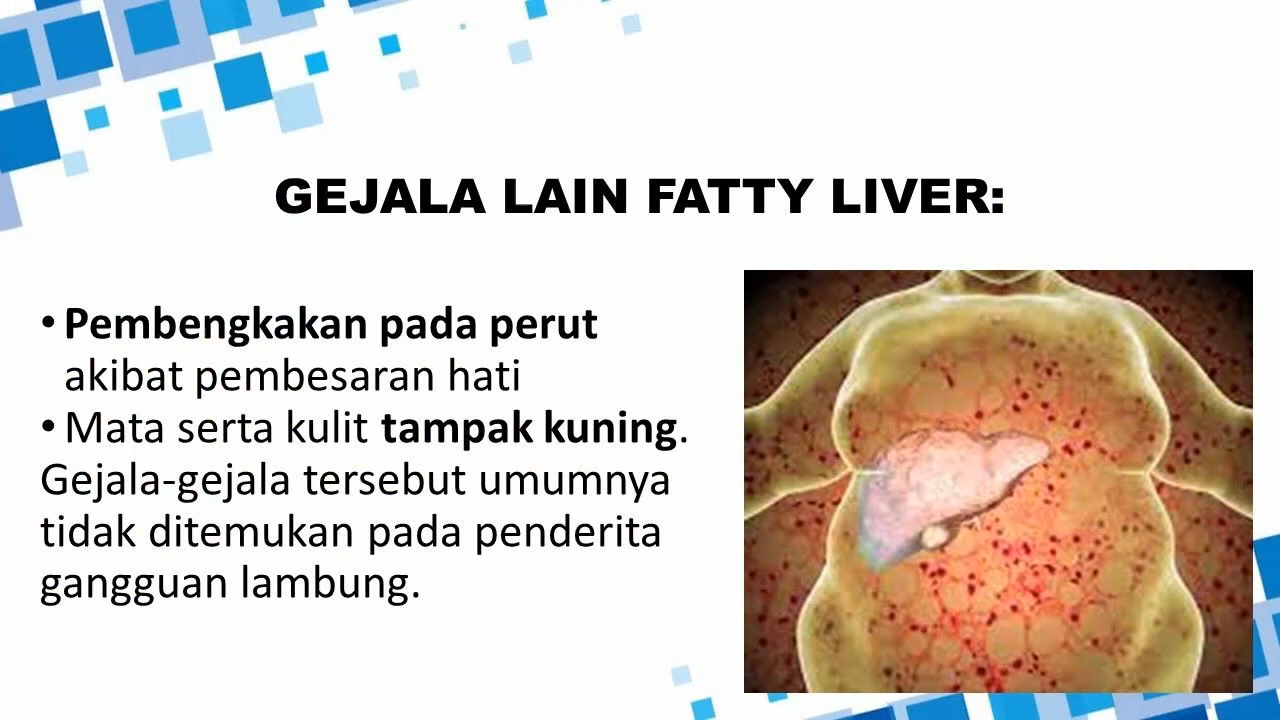 GEJALA LAIN FATTY LIVER:
•Pembengkakan pada perut
akibat pembesaran hati
•Mata serta kulit tampak kuning.
Gejala-gejala tersebut umumnya
tidak ditemukan pada penderita
gangguan lambung.